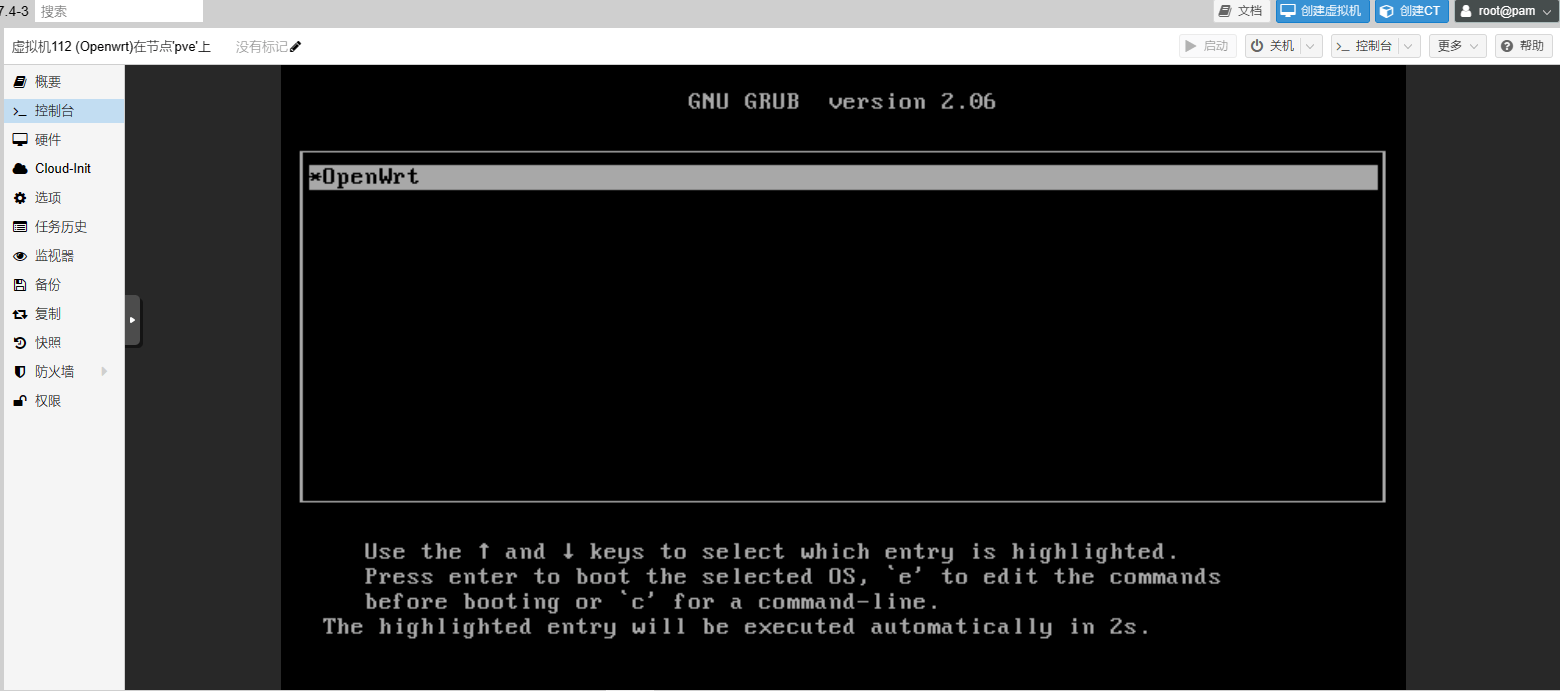 7.4-3 搜索 文档 创建虚拟机 创建CT root@pam
虚拟机112 (Openwrt)在节点'pve'上 没有标记 启动 关机 控制台 更多 帮助
概要
控制台
硬件
Cloud-Init
选项
任务历史
监视器
备份
复制
快照
防火墙
权限
GNU GRUB version 2.06
*OpenWrt
Use the ↑ and ↓ keys to select which entry is highlighted.
Press enter to boot the selected OS, `e' to edit the commands
before booting or `c' for a command-line.
The highlighted entry will be executed automatically in 2s.